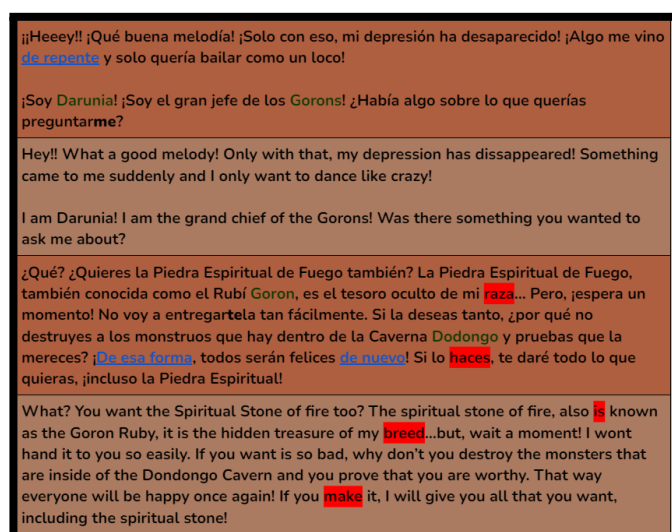 ¡¡Heeey!! ¡Qué buena melodía! ¡Solo con eso, mi depresión ha desaparecido! ¡Algo me vino
de repente y solo quería bailar como un loco!
¡Soy Darunia! ¡Soy el gran jefe de los Gorons! ¿Había algo sobre lo que querías
preguntarme?
Hey!! What a good melody! Only with that, my depression has dissappeared! Something
came to me suddenly and I only want to dance like crazy!
I am Darunia! I am the grand chief of the Gorons! Was there something you wanted to
ask me about?
¿Qué? ¿Quieres la Piedra Espiritual de Fuego también? La Piedra Espiritual de Fuego,
también conocida como el Rubí Goron, es el tesoro oculto de mi raza... Pero, ¡espera un
momento! No voy a entregartela tan fácilmente. Si la deseas tanto, ¿por qué no
destruyes a los monstruos que hay dentro de la Caverna Dodongo y pruebas que la
mereces? ¡De esa forma, todos serán felices de nuevo! Si lo haces, te daré todo lo que
quieras, ¡incluso la Piedra Espiritual!
What? You want the Spiritual Stone of fire too? The spiritual stone of fire, also is known
as the Goron Ruby, it is the hidden treasure of my breed...but, wait a moment! I wont
hand it to you so easily. If you want is so bad, why don't you destroy the monsters that
are inside of the Dondongo Cavern and you prove that you are worthy. That way
everyone will be happy once again! If you make it, I will give you all that you want,
including the spiritual stone!